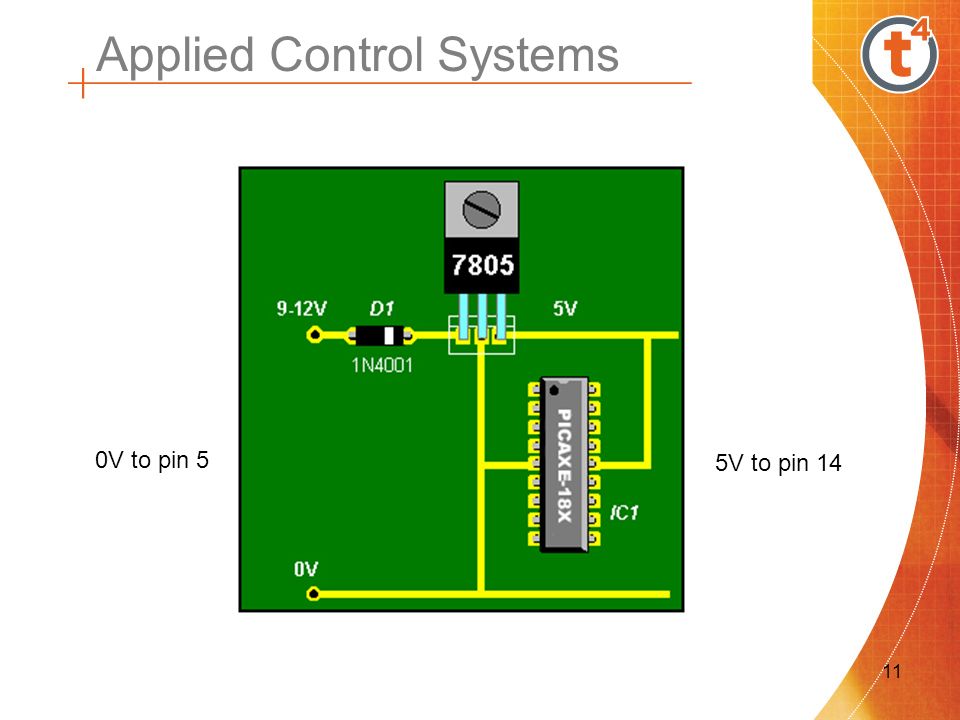 Applied Control Systems
t4
7805
9-12V
D1
5V
1N4001
PICAXE-18X
0V to pin 5
5V to pin 14
IC1
0V
11